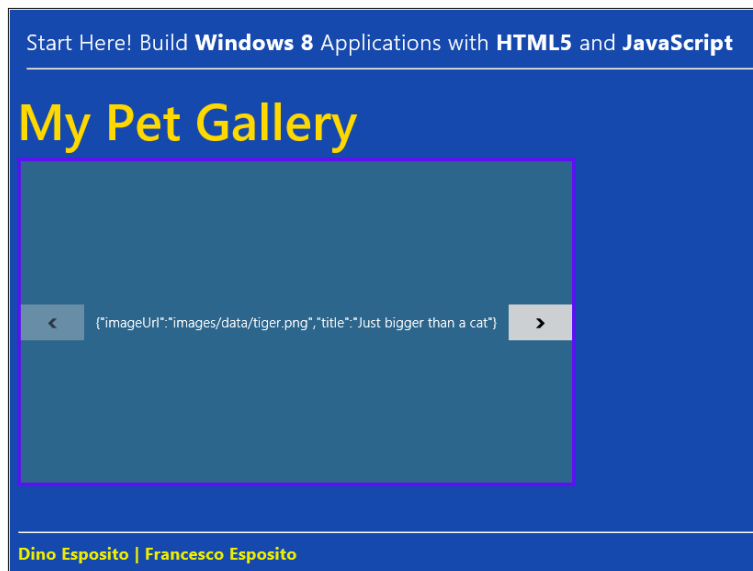 Start Here! Build Windows 8 Applications with HTML5 and JavaScript
My Pet Gallery
{"imageUrl":"images/data/tiger.png","title":"Just bigger than a cat"}
Dino Esposito | Francesco Esposito